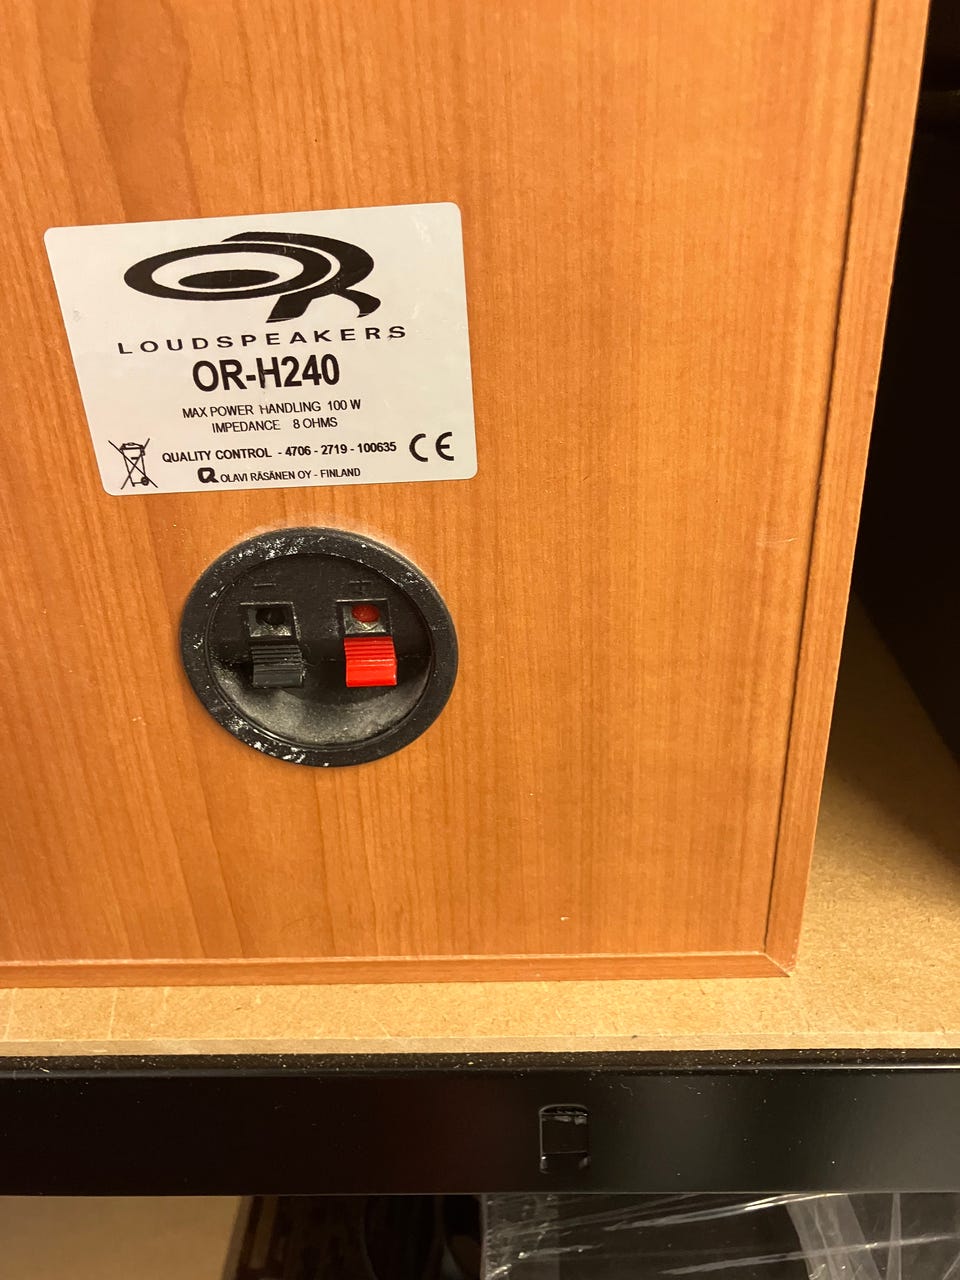 OR
LOUDSPEAKERS
OR-H240
MAX POWER HANDLING 100 W
IMPEDANCE 8 OHMS
QUALITY CONTROL - 4706 - 2719 - 100635 CE
OLAVI RÄSÄNEN OY - FINLAND
- +